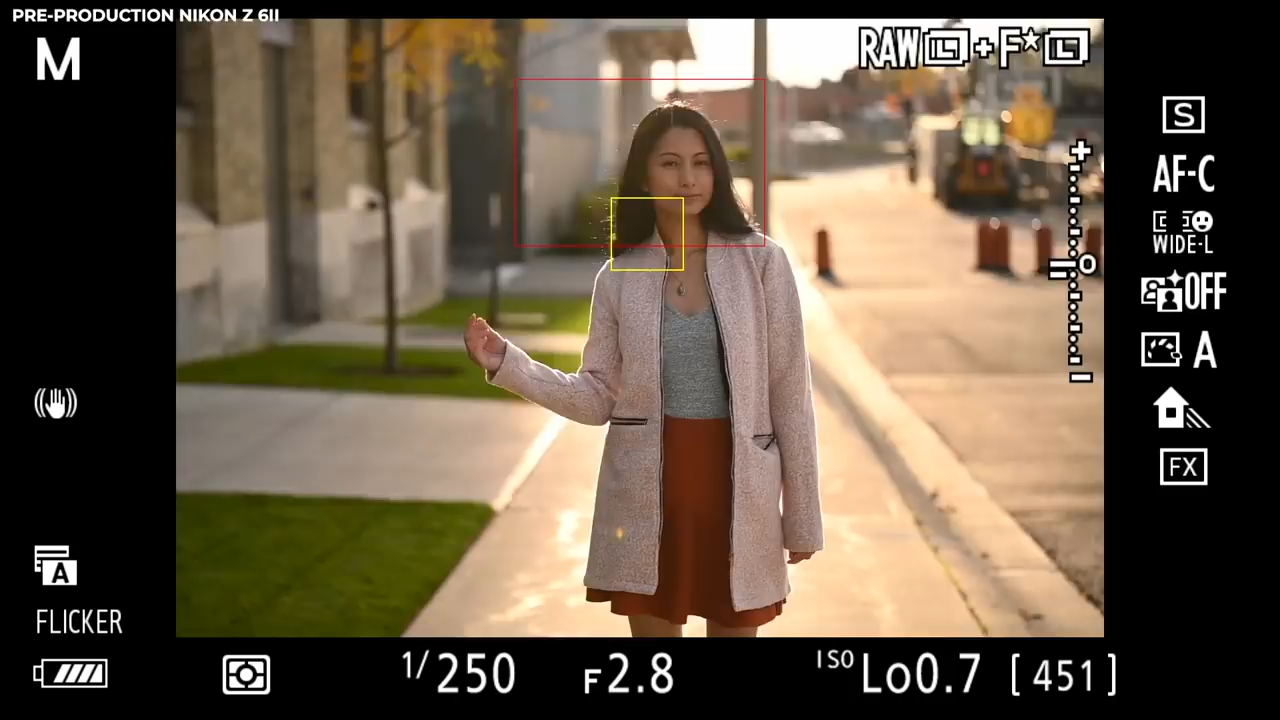 PRE-PRODUCTION NIKON Z 6II
M
RAW L + F★ L
S
AF-C
WIDE-L
OFF
A
FX
A
FLICKER
1/250
F2.8
ISO Lo0.7
[451]